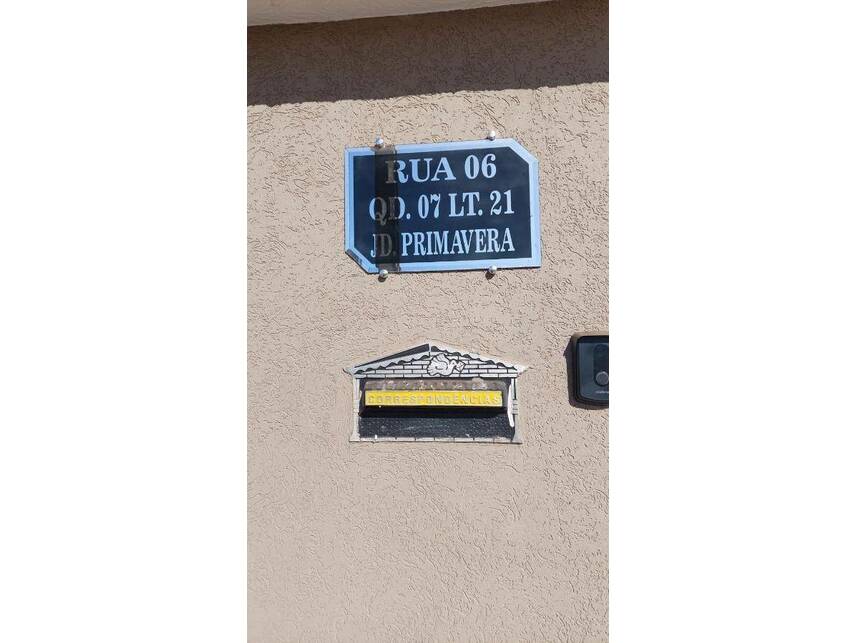 RUA 06
QD. 07 LT. 21
JD. PRIMAVERA
CORRESPONDÊNCIAS